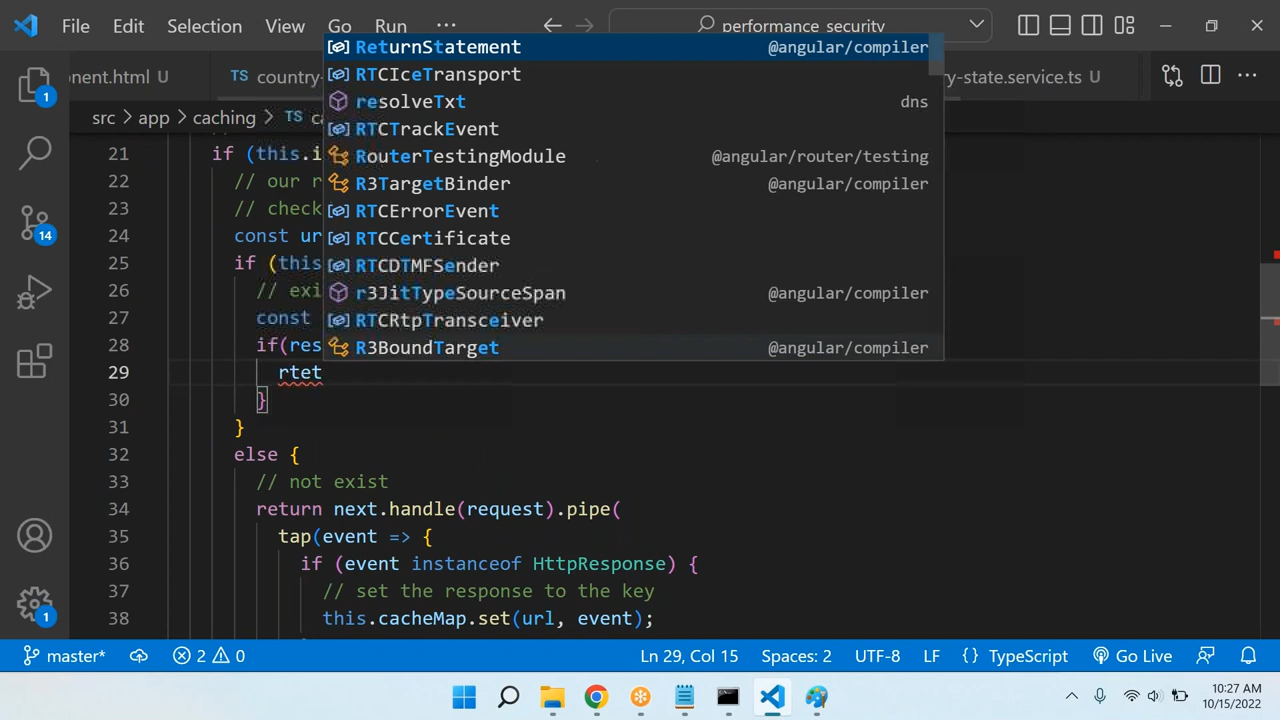 File Edit Selection View Go Run ··· performance_security
onent.html U TS country- y-state.service.ts U ···
src > app > caching > TS
ReturnStatement @angular/compiler
RTCIceTransport
resolveTxt dns
RTCTrackEvent
RouterTestingModule @angular/router/testing
R3TargetBinder @angular/compiler
RTCErrorEvent
RTCCertificate
RTCDTMFSender
r3JitTypeSourceSpan @angular/compiler
RTCRtpTransceiver
R3BoundTarget @angular/compiler
21 if (this.i
22 // our r
23 // check
24 const ur
25 if (this
26 // exi
27 const
28 if(res
29 rtet
30 }
31 }
32 else {
33 // not exist
34 return next.handle(request).pipe(
35 tap(event => {
36 if (event instanceof HttpResponse) {
37 // set the response to the key
38 this.cacheMap.set(url, event);
1
14
1
master* 2 0 Ln 29, Col 15 Spaces: 2 UTF-8 LF {} TypeScript Go Live
10:27 AM
10/15/2022